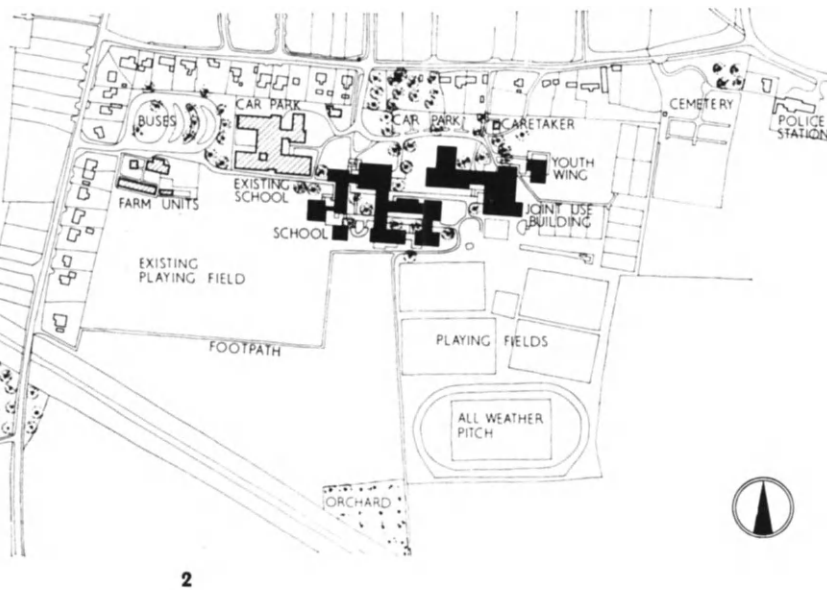 BUSES
CAR PARK
CAR PARK
CARETAKER
CEMETERY
POLICE
STATION
YOUTH
WING
FARM UNITS
EXISTING
SCHOOL
SCHOOL
JOINT USE
BUILDING
EXISTING
PLAYING FIELD
FOOTPATH
PLAYING FIELDS
ALL WEATHER
PITCH
ORCHARD
2